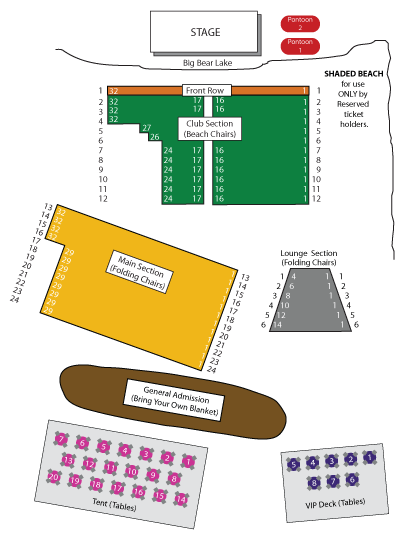 STAGE
Pontoon
2
Pontoon
1
Big Bear Lake
SHADED BEACH
for use
ONLY by
Reserved
ticket
holders.
Front Row
1 32 1 1
2 32 17 16 1 2
3 32 17 16 1 3
4 32 1 4
Club Section
(Beach Chairs)
5 27 1 5
6 26 1 6
7 24 17 16 1 7
8 24 17 16 1 8
9 24 17 16 1 9
10 24 17 16 1 10
11 24 17 16 1 11
12 24 17 16 1 12
Main Section
(Folding Chairs)
13 32 1 13
14 32 1 14
15 32 1 15
16 32 1 16
17 1 17
18 29 1 18
19 29 1 19
20 29 1 20
21 29 1 21
22 29 1 22
23 29 1 23
24 29 1 24
Lounge Section
(Folding Chairs)
1 4 1 1
2 6 1 2
3 8 1 3
4 10 1 4
5 12 1 5
6 14 1 6
General Admission
(Bring Your Own Blanket)
7 6 5 4 3 2 1
13 12 11 10 9 8
20 19 18 17 16 15 14
Tent (Tables)
5 4 3 2 1
8 7 6
VIP Deck (Tables)